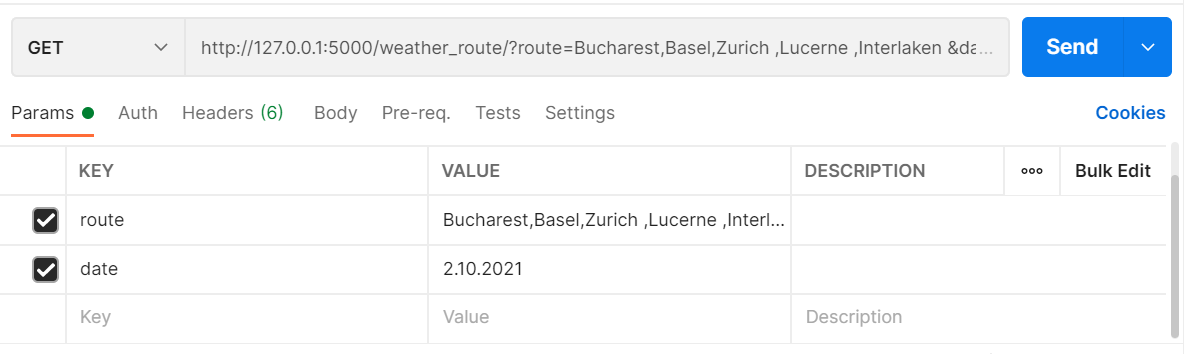 GET http://127.0.0.1:5000/weather_route/?route=Bucharest,Basel,Zurich ,Lucerne ,Interlaken &da... Send
Params Auth Headers (6) Body Pre-req. Tests Settings Cookies
KEY VALUE DESCRIPTION ooo Bulk Edit
route Bucharest,Basel,Zurich ,Lucerne ,Interl...
date 2.10.2021
Key Value Description